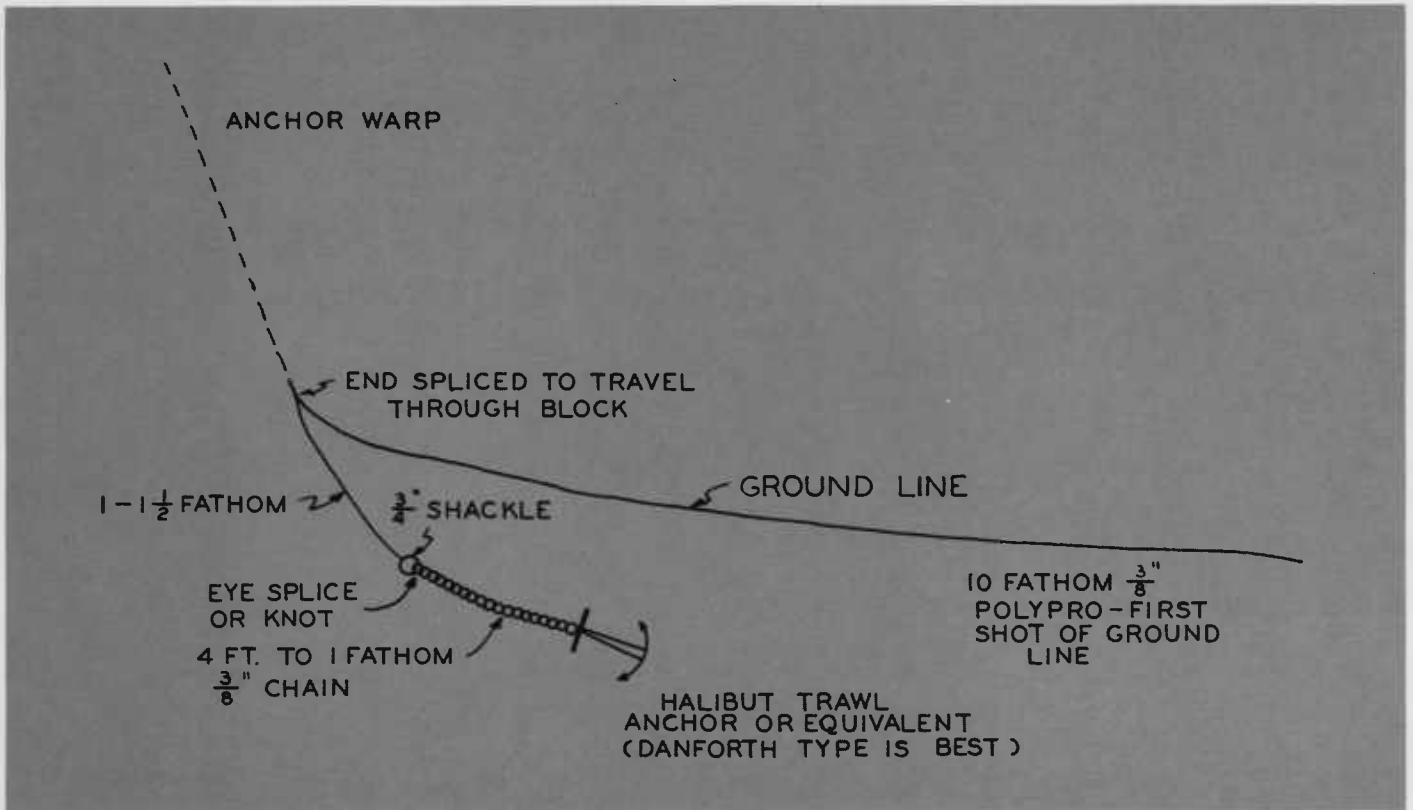 ANCHOR WARP
END SPLICED TO TRAVEL
THROUGH BLOCK
1 - 1 1/2 FATHOM
3/4" SHACKLE
GROUND LINE
EYE SPLICE
OR KNOT
4 FT. TO 1 FATHOM
3/8" CHAIN
10 FATHOM 3/8"
POLYPRO-FIRST
SHOT OF GROUND
LINE
HALIBUT TRAWL
ANCHOR OR EQUIVALENT
(DANFORTH TYPE IS BEST)